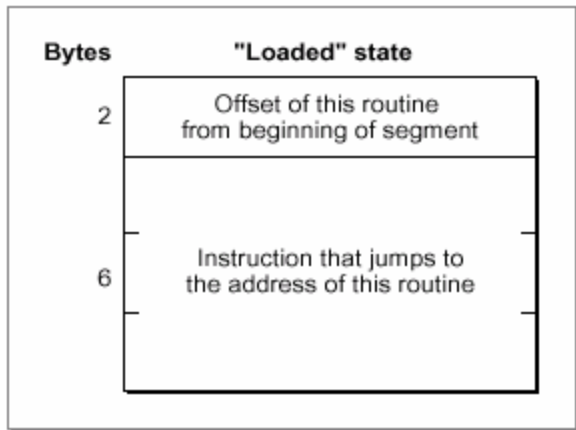 Bytes "Loaded" state
2
Offset of this routine
from beginning of segment
6
Instruction that jumps to
the address of this routine